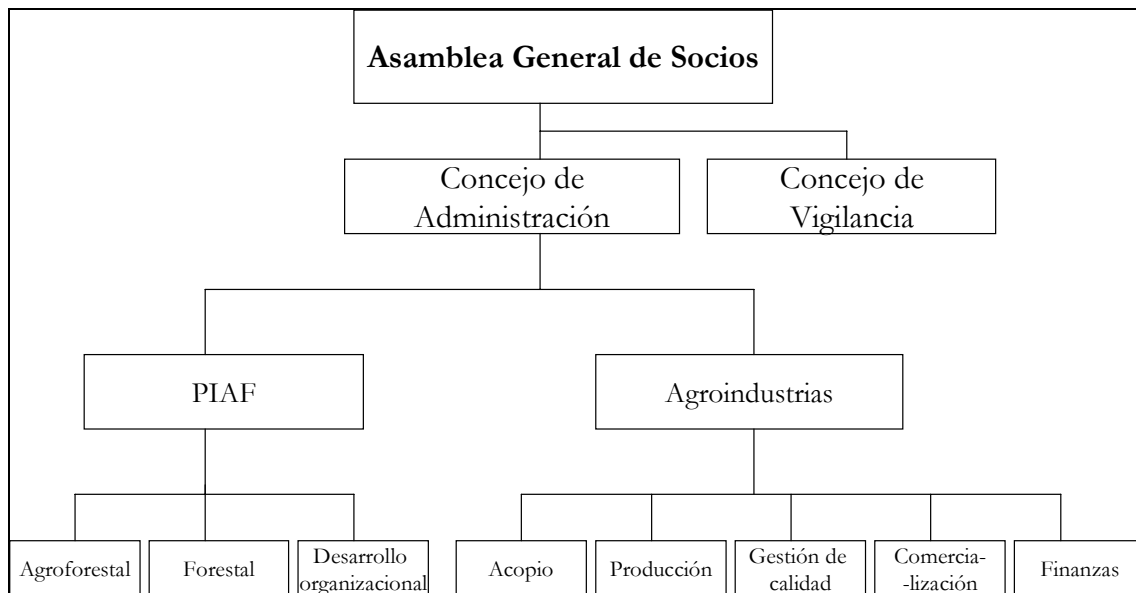 Asamblea General de Socios
Concejo de
Administración
Concejo de
Vigilancia
PIAF
Agroindustrias
Agroforestal
Forestal
Desarrollo
organizacional
Acopio
Producción
Gestión de
calidad
Comercia-
-lización
Finanzas